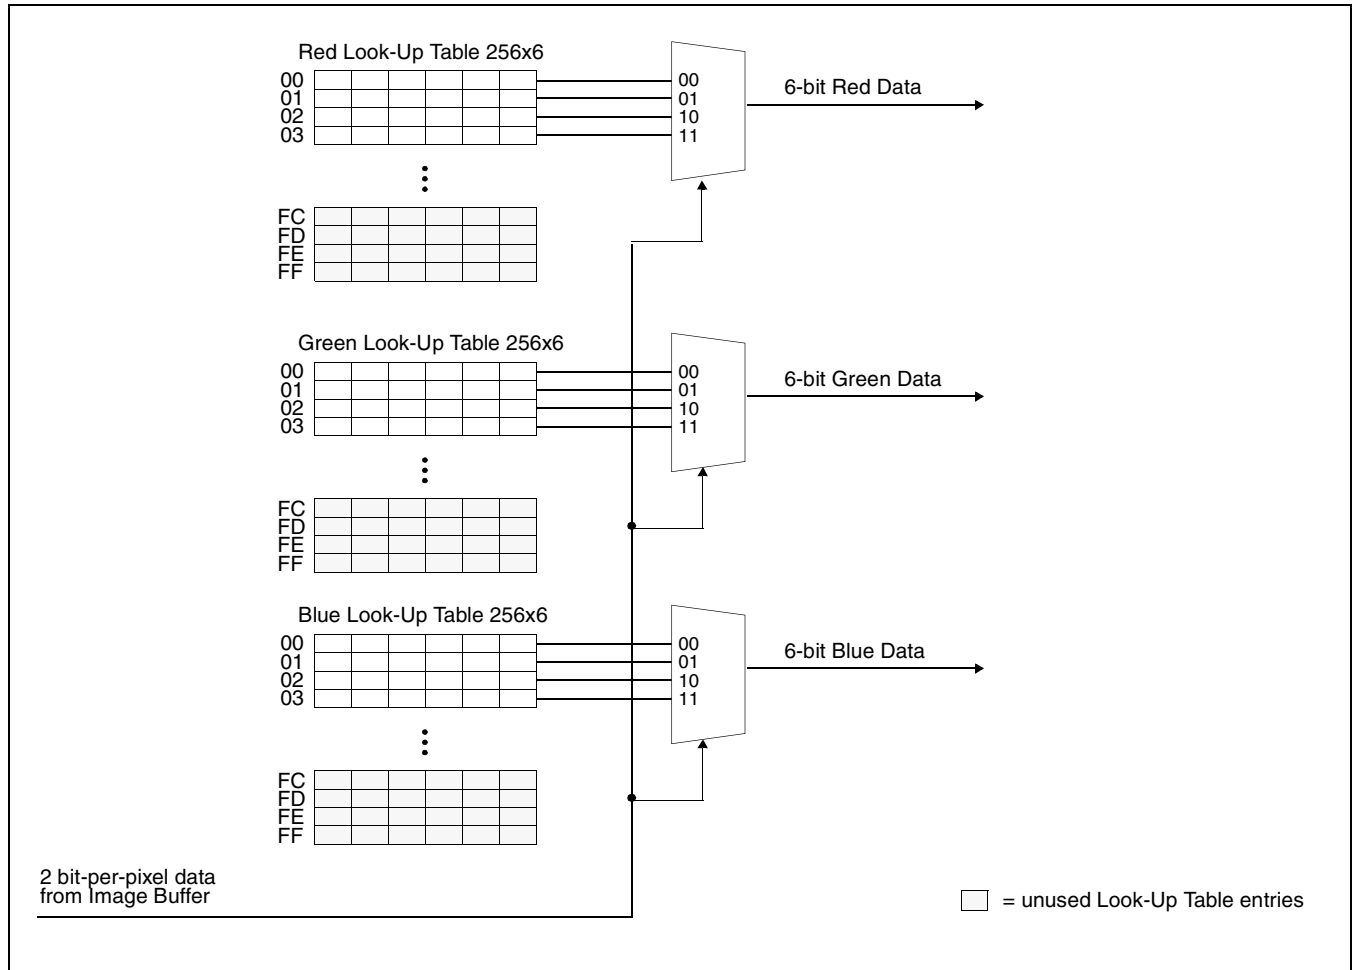 Red Look-Up Table 256x6
00
01
02
03
FC
FD
FE
FF
00
01
10
11
6-bit Red Data
Green Look-Up Table 256x6
00
01
02
03
FC
FD
FE
FF
00
01
10
11
6-bit Green Data
Blue Look-Up Table 256x6
00
01
02
03
FC
FD
FE
FF
00
01
10
11
6-bit Blue Data
2 bit-per-pixel data
from Image Buffer
= unused Look-Up Table entries